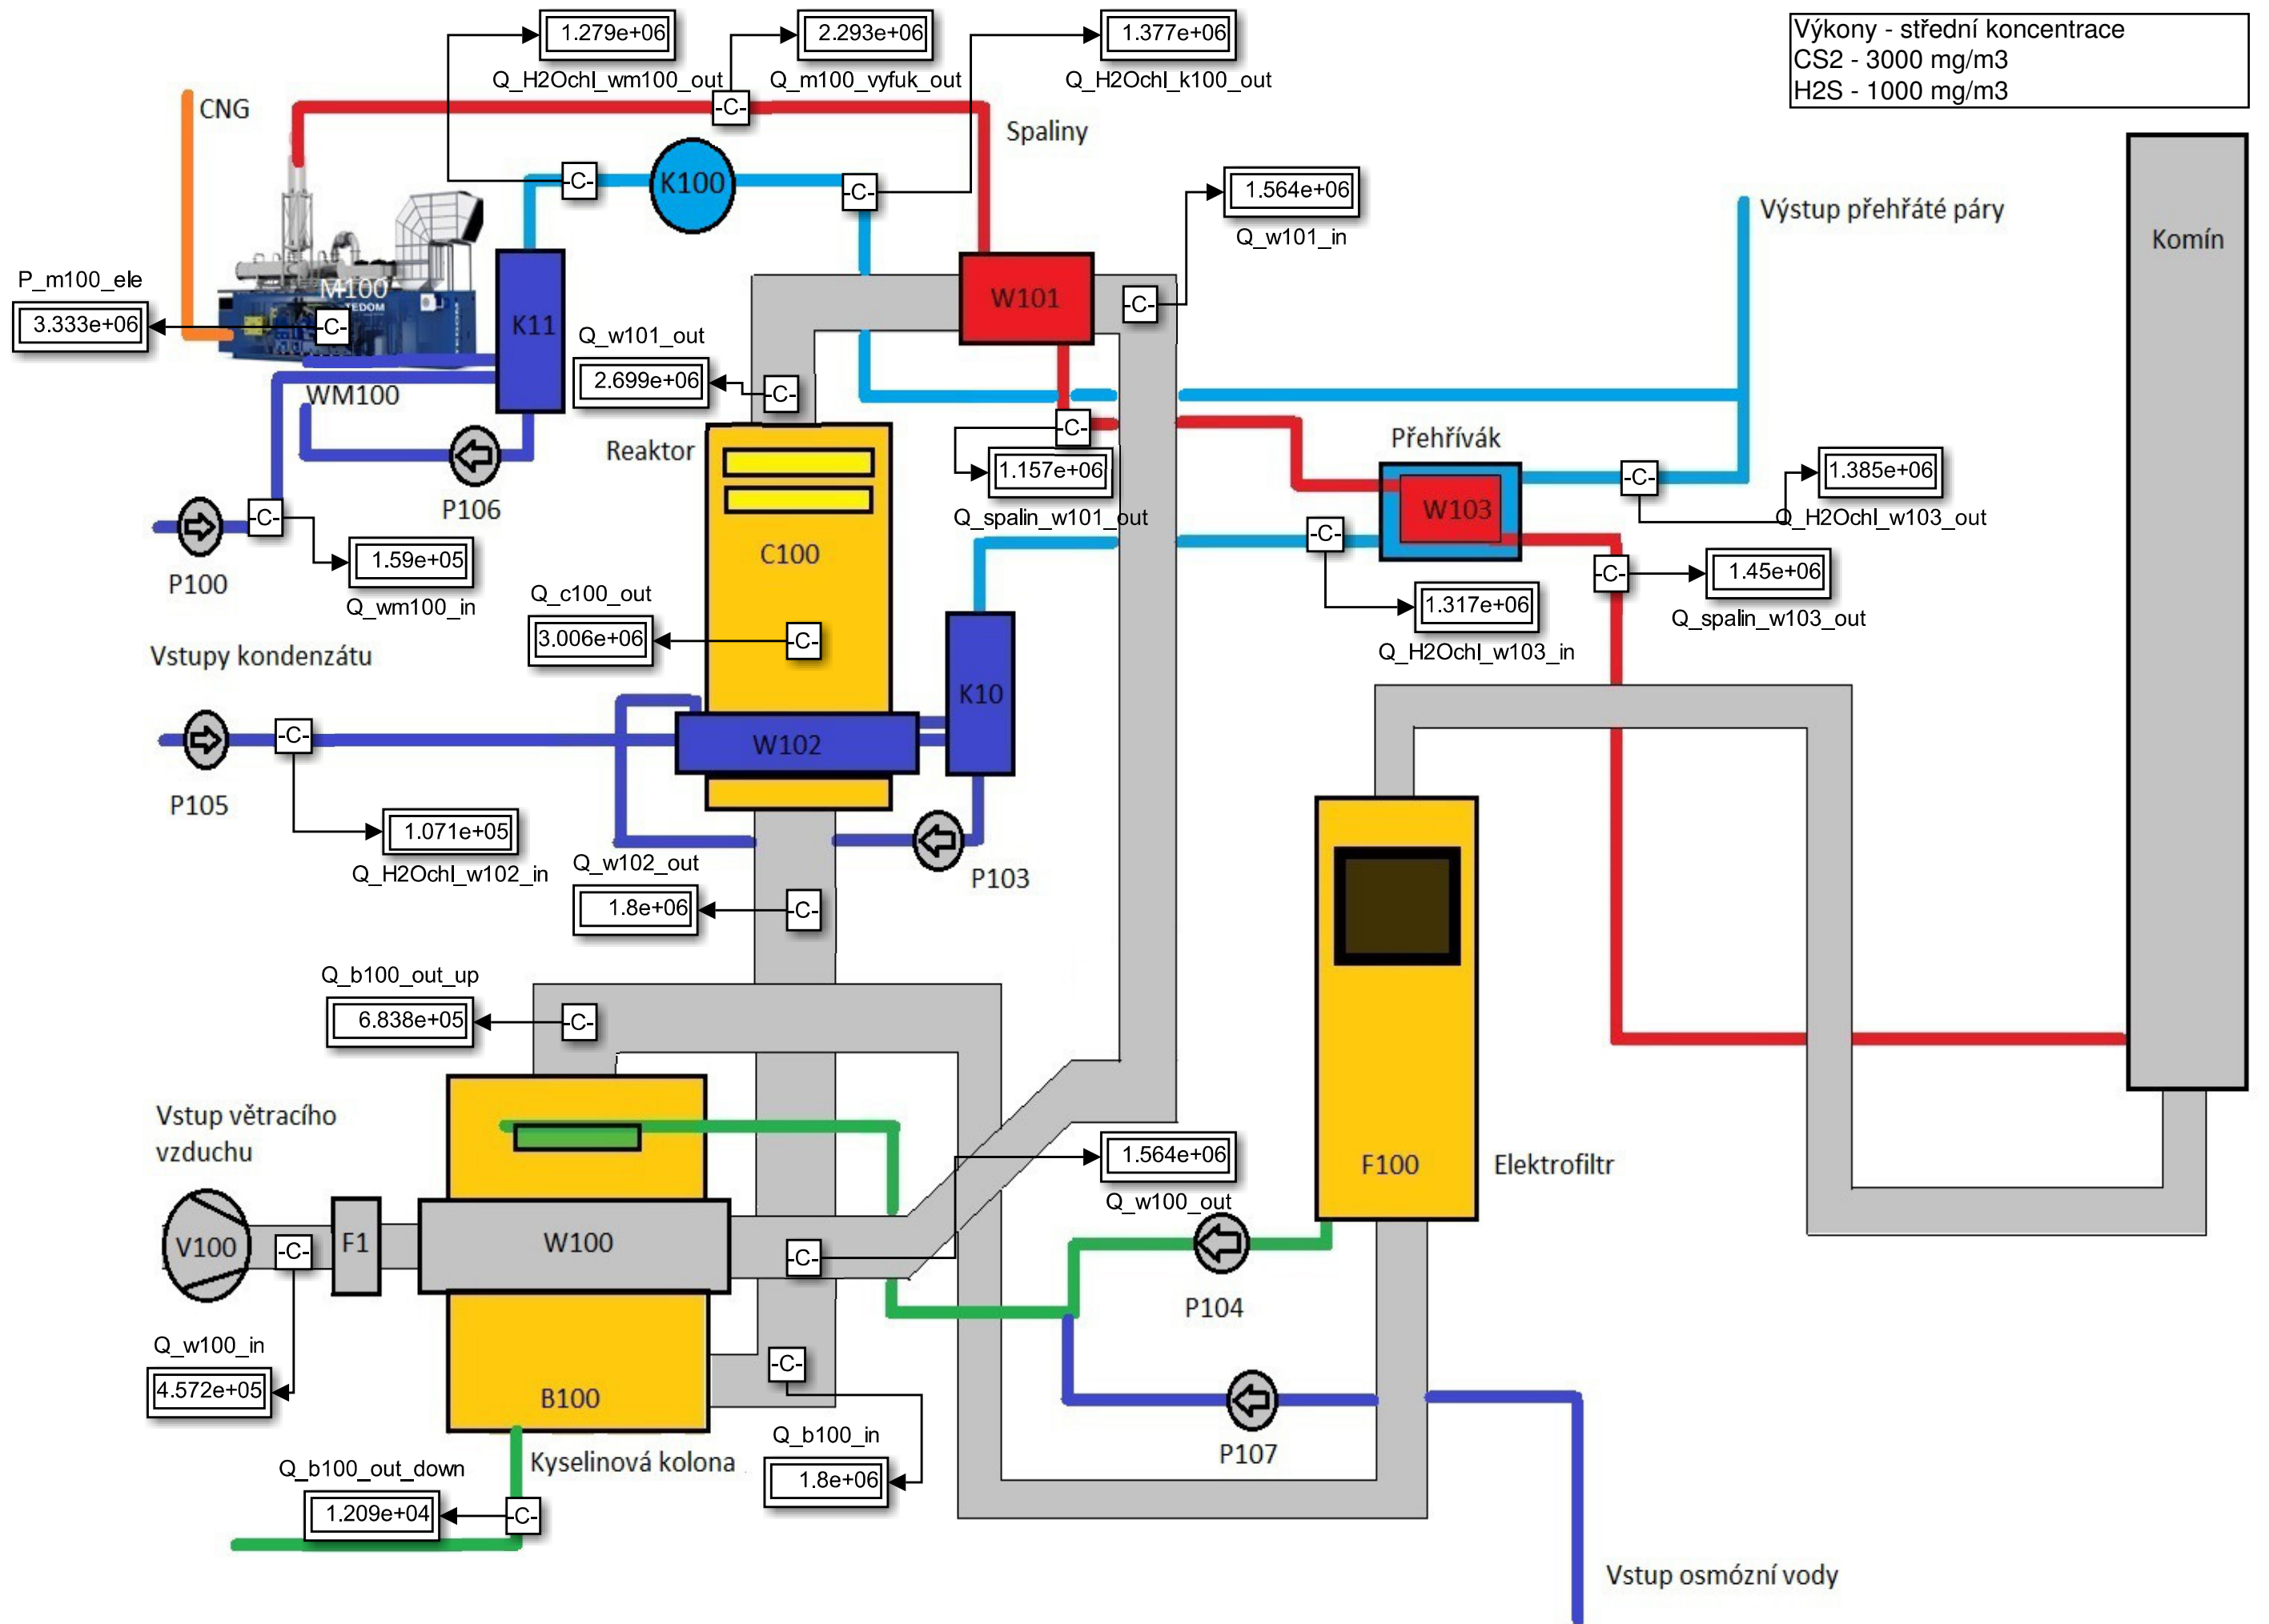 1.279e+06
2.293e+06
1.377e+06
Výkony - střední koncentrace
CS2 - 3000 mg/m3
H2S - 1000 mg/m3
Q_H2Ochl_wm100_out
Q_m100_vyfuk_out
Q_H2Ochl_k100_out
CNG
-C-
Spaliny
-C-
K100
-C-
1.564e+06
Q_w101_in
Výstup přehřáté páry
Komín
P_m100_ele
3.333e+06
M100
TEDOM
-C-
K11
W101
-C-
Q_w101_out
2.699e+06
-C-
WM100
Reaktor
-C-
Přehřívák
1.157e+06
Q_spalin_w101_out
W103
-C-
1.385e+06
Q_H2Ochl_w103_out
P106
-C-
P100
1.59e+05
Q_wm100_in
C100
-C-
-C-
1.45e+06
Q_spalin_w103_out
1.317e+06
Q_H2Ochl_w103_in
Q_c100_out
3.006e+06
-C-
Vstupy kondenzátu
K10
-C-
W102
P105
1.071e+05
Q_H2Ochl_w102_in
Q_w102_out
1.8e+06
-C-
P103
Q_b100_out_up
6.838e+05
-C-
Vstup větracího
vzduchu
1.564e+06
Q_w100_out
F100
Elektrofiltr
V100
-C-
F1
W100
-C-
P104
Q_w100_in
4.572e+05
B100
-C-
Q_b100_in
1.8e+06
P107
Kyselinová kolona
Q_b100_out_down
1.209e+04
-C-
Vstup osmózní vody